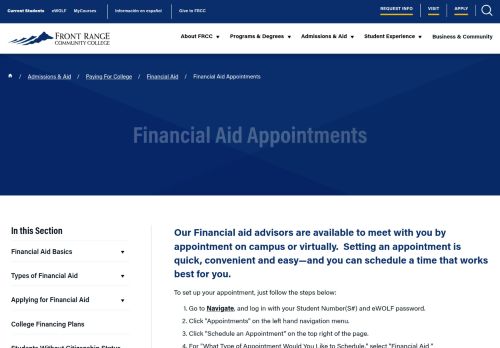 Current Students eWOLF MyCourses Información en español Give to FRCC REQUEST INFO VISIT APPLY
FRONT RANGE
COMMUNITY COLLEGE
About FRCC Programs & Degrees Admissions & Aid Student Experience Business & Community
/ Admissions & Aid / Paying For College / Financial Aid / Financial Aid Appointments
Financial Aid Appointments
In this Section
Financial Aid Basics
Types of Financial Aid
Applying for Financial Aid
College Financing Plans
Students Without Citizenship Status
Our Financial aid advisors are available to meet with you by
appointment on campus or virtually. Setting an appointment is
quick, convenient and easy—and you can schedule a time that works
best for you.
To set up your appointment, just follow the steps below:
1. Go to Navigate, and log in with your Student Number(S#) and eWOLF password.
2. Click "Appointments" on the left hand navigation menu.
3. Click "Schedule an Appointment" on the top right of the page.
4. For "What Type of Appointment Would You Like to Schedule," select "Financial Aid."